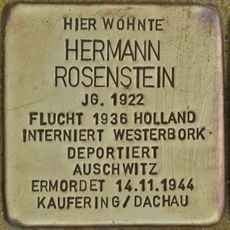 HIER WOHNTE
HERMANN
ROSENSTEIN
JG. 1922
FLUCHT 1936 HOLLAND
INTERNIERT WESTERBORK
DEPORTIERT
AUSCHWITZ
ERMORDET 14.11.1944
KAUFERING/DACHAU